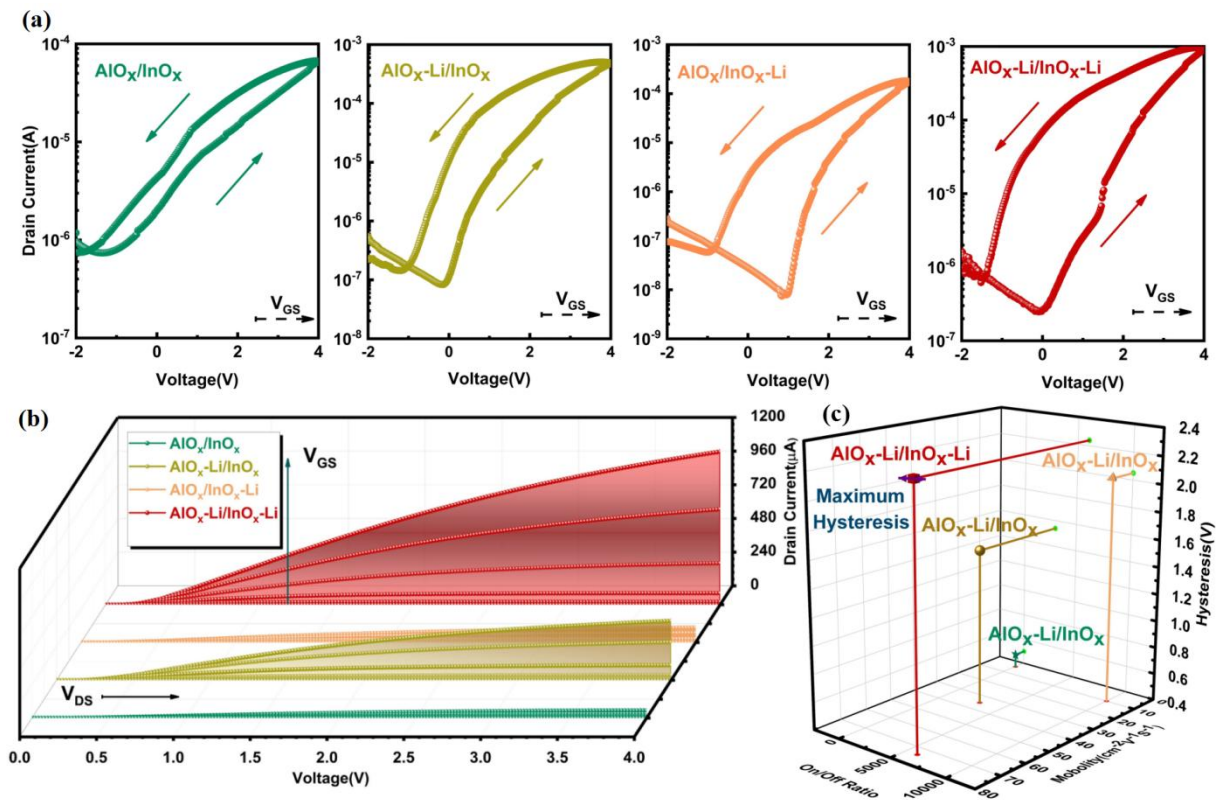 (a)
AlOx/InOx
AlOx-Li/InOx
AlOx/InOx-Li
AlOx-Li/InOx-Li
Drain Current(A)
10-4
10-5
10-6
10-7
10-3
10-4
10-5
10-6
10-7
10-8
10-3
10-4
10-5
10-6
10-7
10-8
10-9
10-3
10-4
10-5
10-6
10-7
VGS
VGS
VGS
VGS
-2 0 2 4
-2 0 2 4
-2 0 2 4
-2 0 2 4
Voltage(V)
Voltage(V)
Voltage(V)
Voltage(V)
(b)
AlOx/InOx
AlOx-Li/InOx
AlOx/InOx-Li
AlOx-Li/InOx-Li
VGS
VDS
1200
960
720
480
240
0
Drain Current(μA)
0.0 0.5 1.0 1.5 2.0 2.5 3.0 3.5 4.0
Voltage(V)
(c)
AlOx-Li/InOx-Li
AlOx-Li/InOx
Maximum
Hysteresis
AlOx-Li/InOx
AlOx-Li/InOx
2.4
2.2
2.0
1.8
1.6
1.4
1.2
1.0
0.8
0.6
0.4
Hysteresis(V)
0 5000 10000
On/Off Ratio
80 70 60 50 40 30 20 10 0
Mobolity(cm-2v-1s-1)